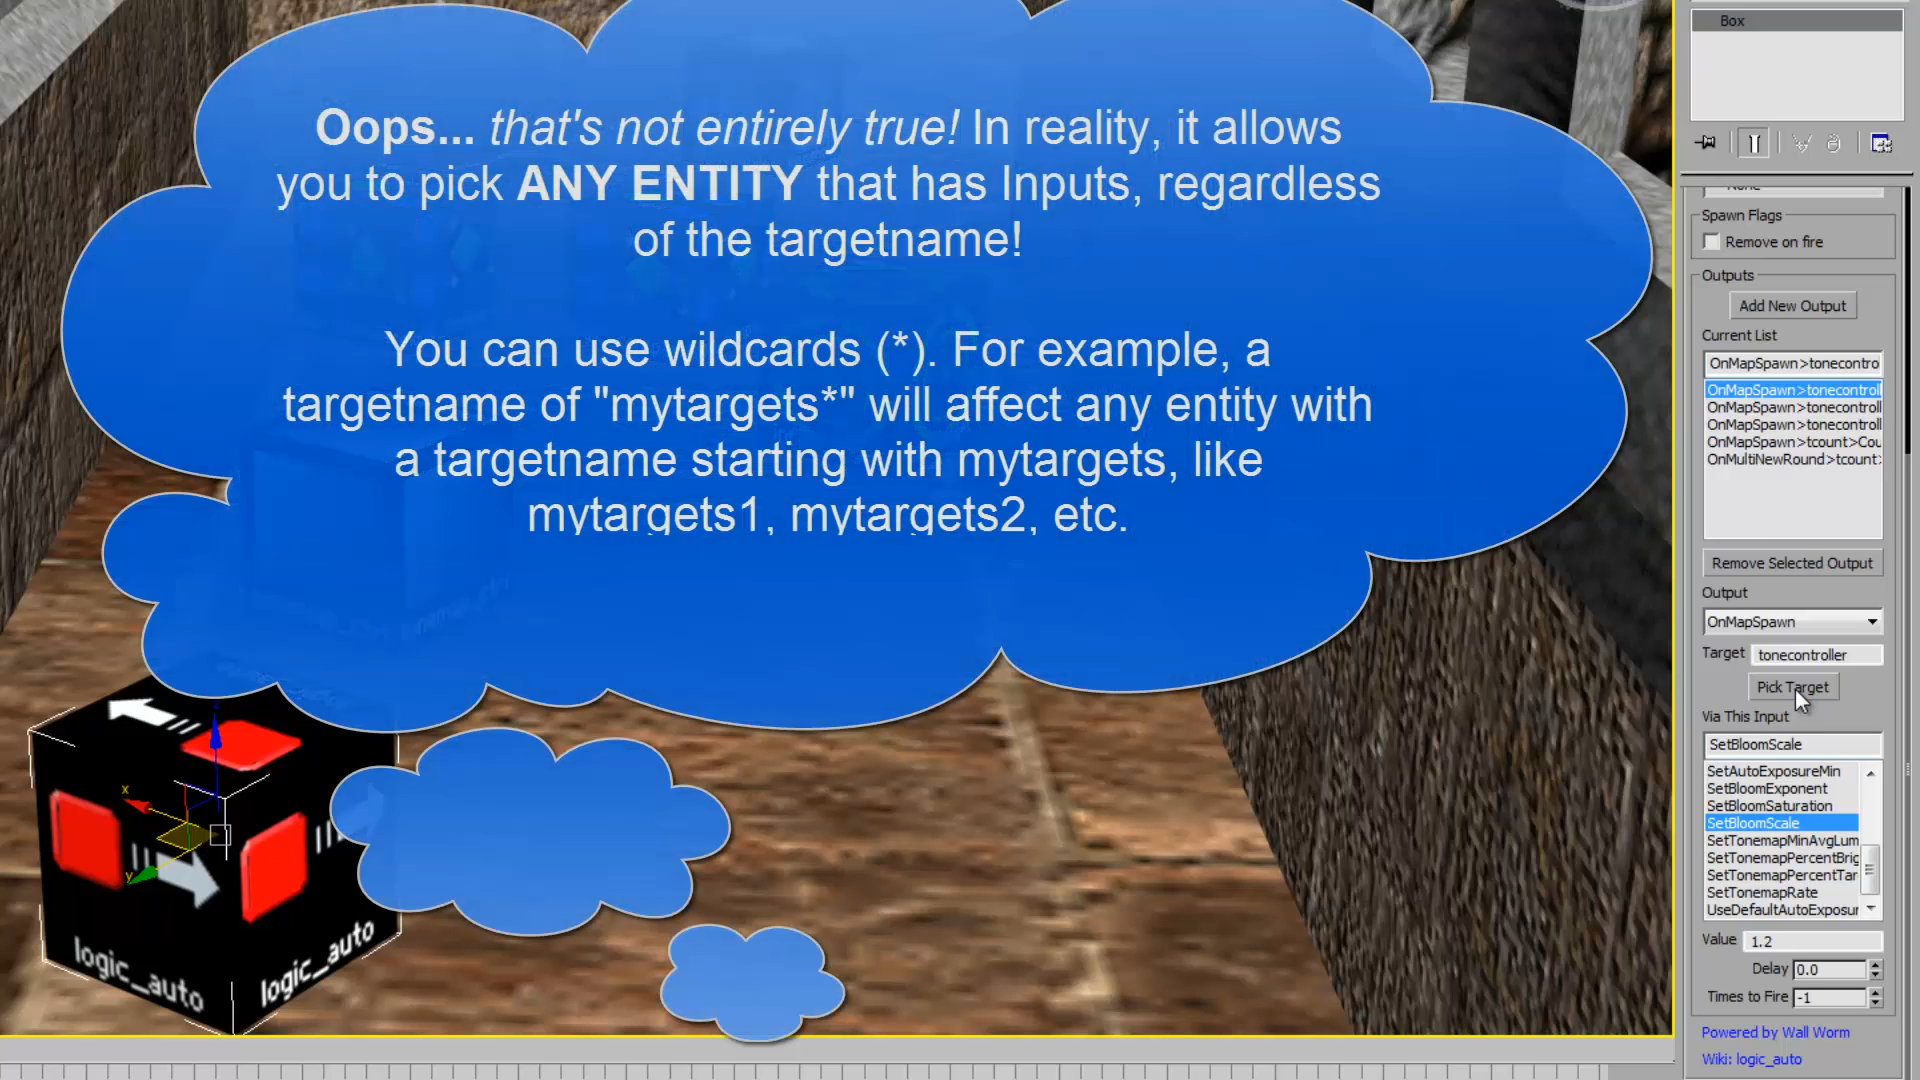 Oops... that's not entirely true! In reality, it allows
you to pick ANY ENTITY that has Inputs, regardless
of the targetname!
You can use wildcards (*). For example, a
targetname of "mytargets*" will affect any entity with
a targetname starting with mytargets, like
mytargets1, mytargets2, etc.
logic_auto
logic_auto
x
y
Box
Spawn Flags
Remove on fire
Outputs
Add New Output
Current List
OnMapSpawn>tonecontro
OnMapSpawn>tonecontroll
OnMapSpawn>tonecontroll
OnMapSpawn>tonecontroll
OnMapSpawn>tcount>Cou
OnMultiNewRound>tcount>
Remove Selected Output
Output
OnMapSpawn
Target tonecontroller
Pick Target
Via This Input
SetBloomScale
SetAutoExposureMin
SetBloomExponent
SetBloomSaturation
SetBloomScale
SetTonemapMinAvgLum
SetTonemapPercentBrig
SetTonemapPercentTar
SetTonemapRate
UseDefaultAutoExposur
Value 1.2
Delay 0.0
Times to Fire -1
Powered by Wall Worm
Wiki: logic_auto